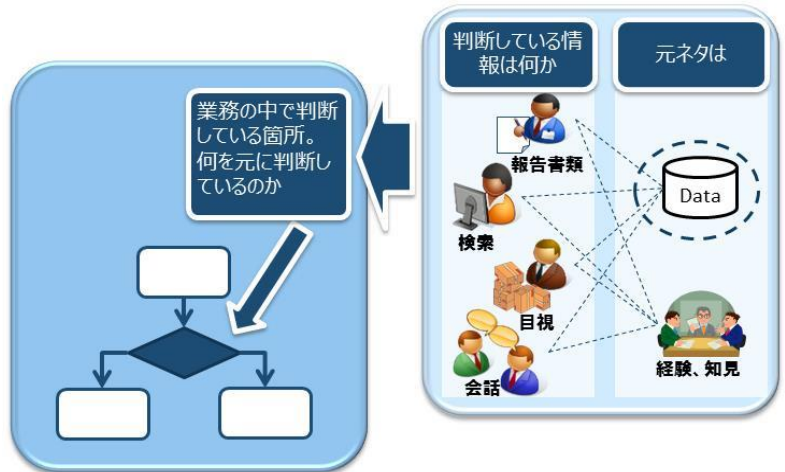 業務の中で判断
している箇所。
何を元に判断し
ているのか
判断している情
報は何か
元ネタは
報告書類
検索
目視
会話
Data
経験、知見